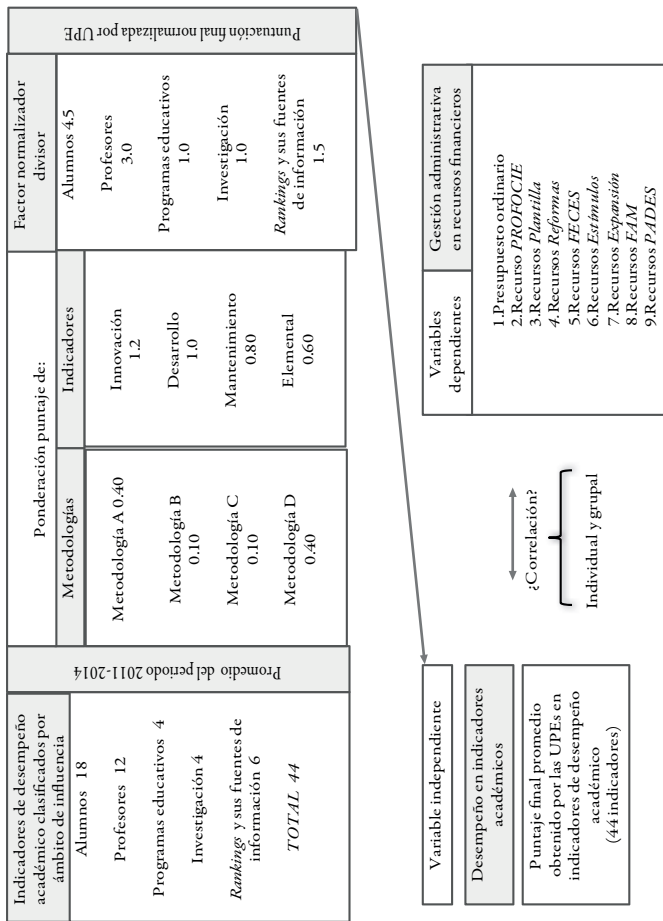 Indicadores de desempeño
académico clasificados por
ámbito de influencia
Alumnos 18
Profesores 12
Programas educativos 4
Investigación 4
Rankings y sus fuentes de
información 6
TOTAL 44
Promedio del periodo 2011-2014
Ponderación puntaje de:
Metodologías
Metodología A 0.40
Metodología B
0.10
Metodología C
0.10
Metodología D
0.40
Indicadores
Innovación
1.2
Desarrollo
1.0
Mantenimiento
0.80
Elemental
0.60
Factor normalizador
divisor
Alumnos 4.5
Profesores
3.0
Programas educativos
1.0
Investigación
1.0
Rankings y sus fuentes
de información
1.5
Puntuación final normalizada por UPE
Variable independiente
Desempeño en indicadores
académicos
Puntaje final promedio
obtenido por las UPEs en
indicadores de desempeño
académico
(44 indicadores)
¿Correlación?
Individual y grupal
Variables
dependientes
Gestión administrativa
en recursos financieros
1.Presupuesto ordinario
2.Recurso PROFOCIE
3.Recursos Plantilla
4.Recursos Reformas
5.Recursos FECES
6.Recursos Estímulos
7.Recursos Expansión
8.Recursos FAM
9.Recursos PADES